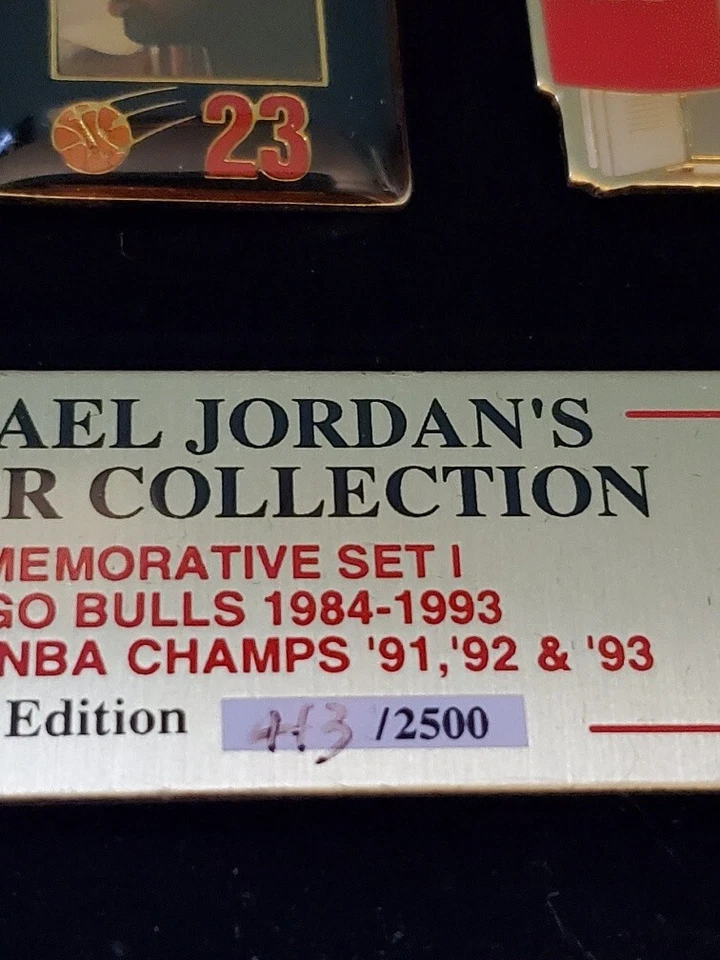 23
AEL JORDAN'S
R COLLECTION
MEMORATIVE SET I
GO BULLS 1984-1993
NBA CHAMPS '91,'92 & '93
Edition /2500